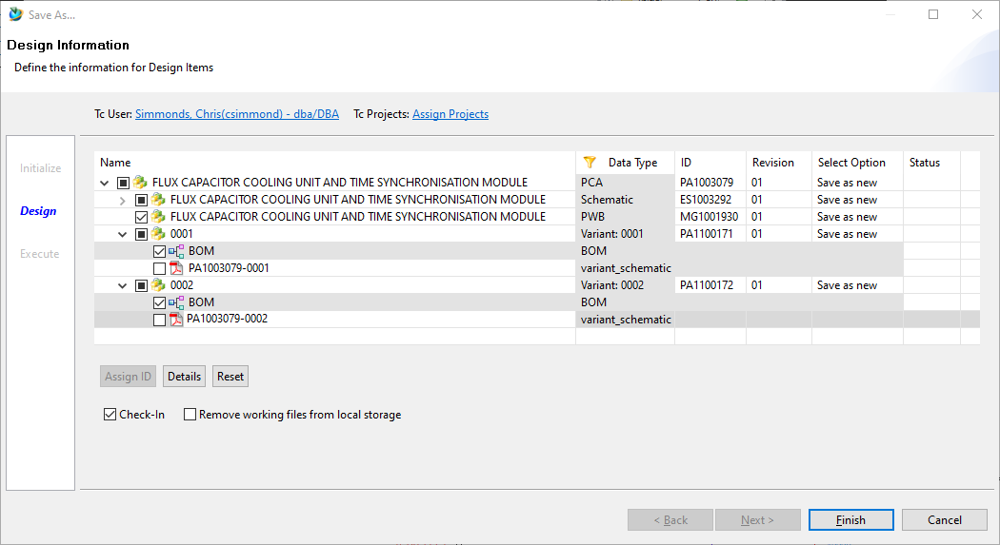 Save As...
Design Information
Define the information for Design Items
Tc User: Simmonds, Chris(csimmond) - dba/DBA Tc Projects: Assign Projects
Initialize
Design
Execute
Name Data Type ID Revision Select Option Status
FLUX CAPACITOR COOLING UNIT AND TIME SYNCHRONISATION MODULE PCA PA1003079 01 Save as new
FLUX CAPACITOR COOLING UNIT AND TIME SYNCHRONISATION MODULE Schematic ES1003292 01 Save as new
FLUX CAPACITOR COOLING UNIT AND TIME SYNCHRONISATION MODULE PWB MG1001930 01 Save as new
0001 Variant: 0001 PA1100171 01 Save as new
BOM BOM
PA1003079-0001 variant_schematic
0002 Variant: 0002 PA1100172 01 Save as new
BOM BOM
PA1003079-0002 variant_schematic
Assign ID Details Reset
Check-In Remove working files from local storage
< Back Next > Finish Cancel